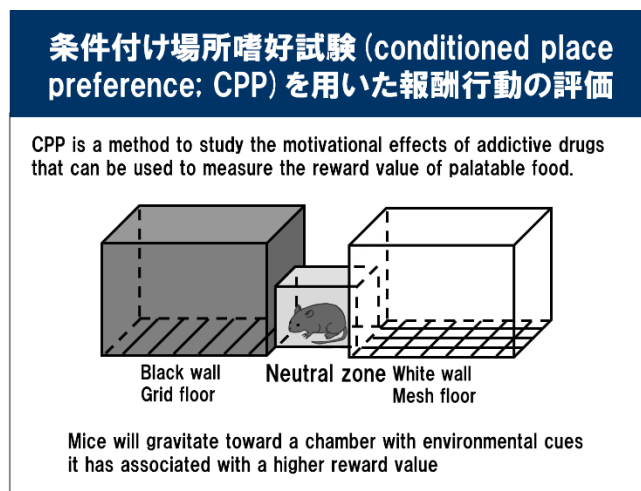 条件付け場所嗜好試験(conditioned place
preference; CPP)を用いた報酬行動の評価
CPP is a method to study the motivational effects of addictive drugs
that can be used to measure the reward value of palatable food.
Black wall
Grid floor
Neutral zone
White wall
Mesh floor
Mice will gravitate toward a chamber with environmental cues
it has associated with a higher reward value